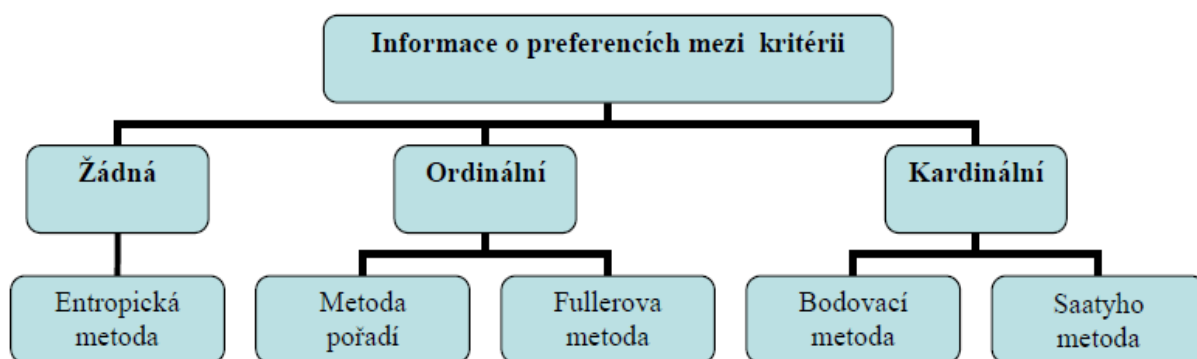 Informace o preferencích mezi kritérii
Žádná
Ordinální
Kardinální
Entropická
metoda
Metoda
pořadí
Fullerova
metoda
Bodovací
metoda
Saatyho
metoda